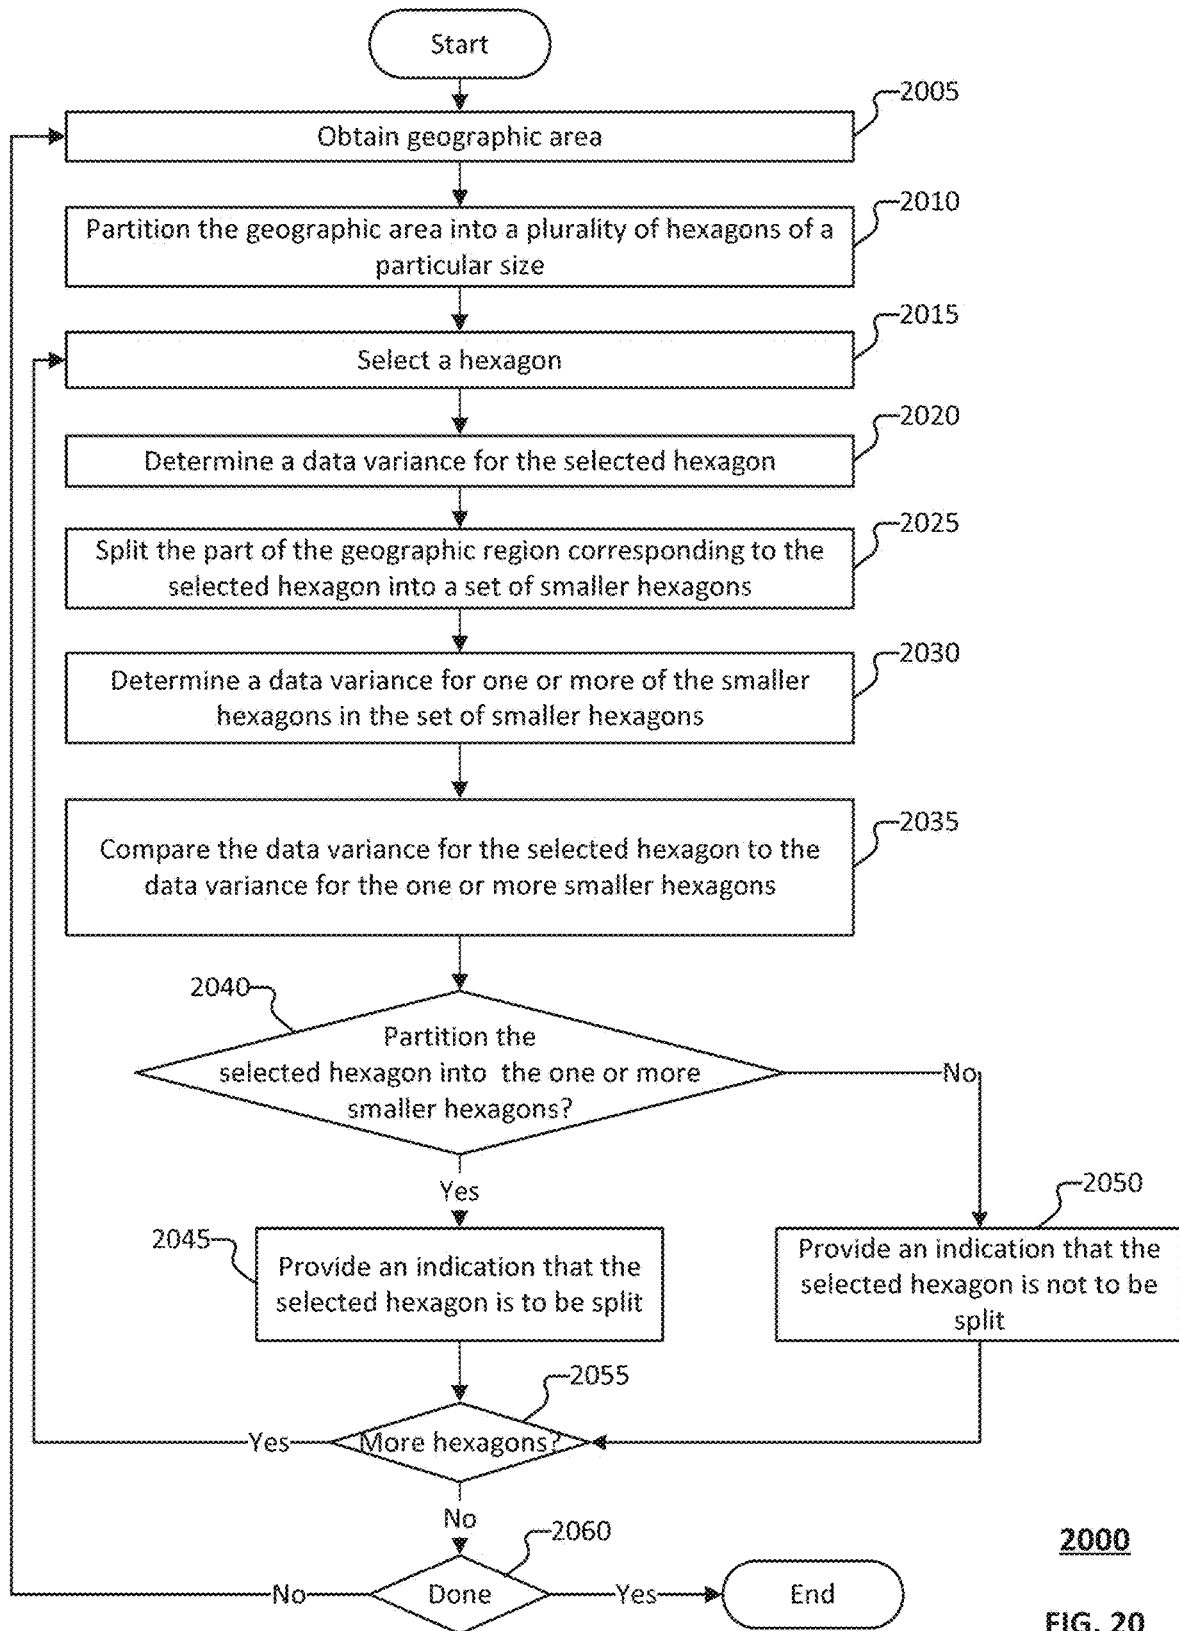 Start
2005
Obtain geographic area
2010
Partition the geographic area into a plurality of hexagons of a
particular size
2015
Select a hexagon
2020
Determine a data variance for the selected hexagon
2025
Split the part of the geographic region corresponding to the
selected hexagon into a set of smaller hexagons
2030
Determine a data variance for one or more of the smaller
hexagons in the set of smaller hexagons
2035
Compare the data variance for the selected hexagon to the
data variance for the one or more smaller hexagons
2040
Partition the
selected hexagon into the one or more
smaller hexagons?
No
Yes
2045
Provide an indication that the
selected hexagon is to be split
2050
Provide an indication that the
selected hexagon is not to be
split
2055
More hexagons?
Yes
No
2060
Done
No
Yes
End
2000
FIG. 20